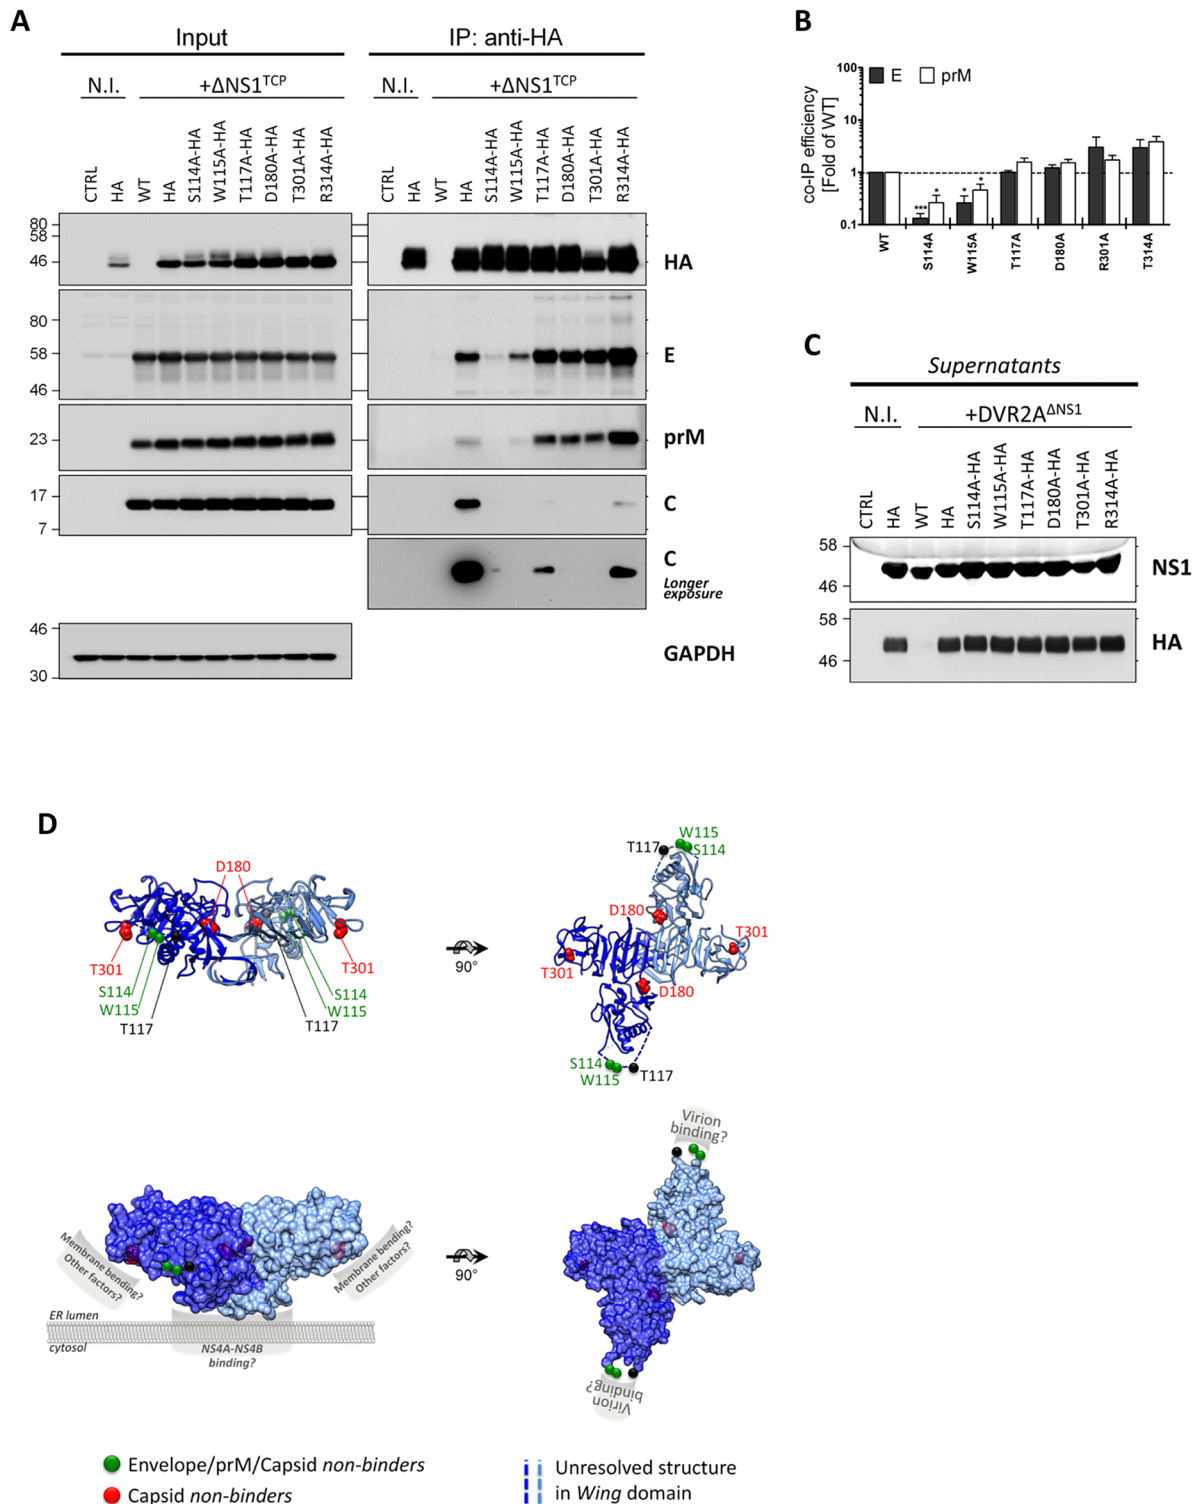 A
Input
IP: anti-HA
N.I.
+ΔNS1TCP
N.I.
+ΔNS1TCP
CTRL
HA
WT
HA
S114A-HA
W115A-HA
T117A-HA
D180A-HA
T301A-HA
R314A-HA
CTRL
HA
WT
HA
S114A-HA
W115A-HA
T117A-HA
D180A-HA
T301A-HA
R314A-HA
80
58
46
HA
80
58
46
E
23
prM
17
7
C
C
Longer
exposure
46
30
GAPDH
B
co-IP efficiency
[Fold of WT]
100
10
1
0.1
E
prM
***
*
*
*
WT
S114A
W115A
T117A
D180A
R301A
T314A
C
Supernatants
N.I.
+DVR2AΔNS1
CTRL
HA
WT
HA
S114A-HA
W115A-HA
T117A-HA
D180A-HA
T301A-HA
R314A-HA
58
46
NS1
58
46
HA
D
D180
T301
T301
S114
W115
T117
S114
W115
T117
90°
W115
T117
S114
D180
T301
T301
D180
S114
W115
T117
Membrane bending?
Other factors?
Membrane bending?
Other factors?
ER lumen
cytosol
NS4A-NS4B
binding?
90°
Virion
binding?
Virion
binding?
Envelope/prM/Capsid non-binders
Capsid non-binders
Unresolved structure
in Wing domain